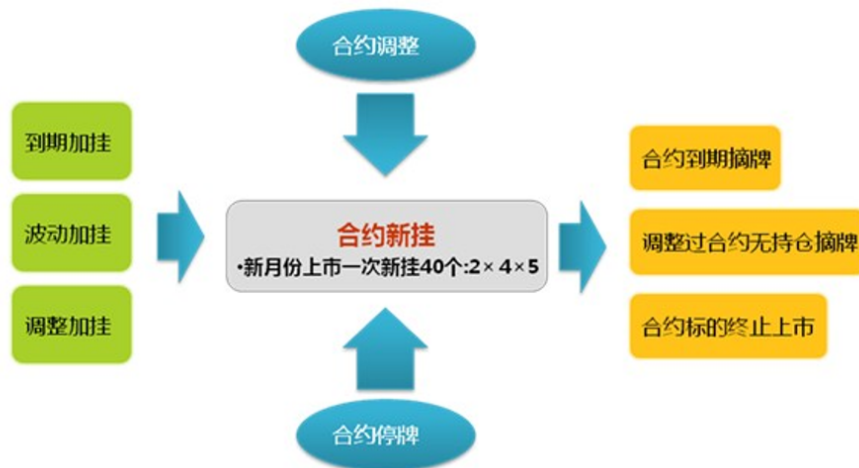 合约调整
到期加挂
波动加挂
调整加挂
合约新挂
•新月份上市一次新挂40个:2×4×5
合约到期摘牌
调整过合约无持仓摘牌
合约标的终止上市
合约停牌